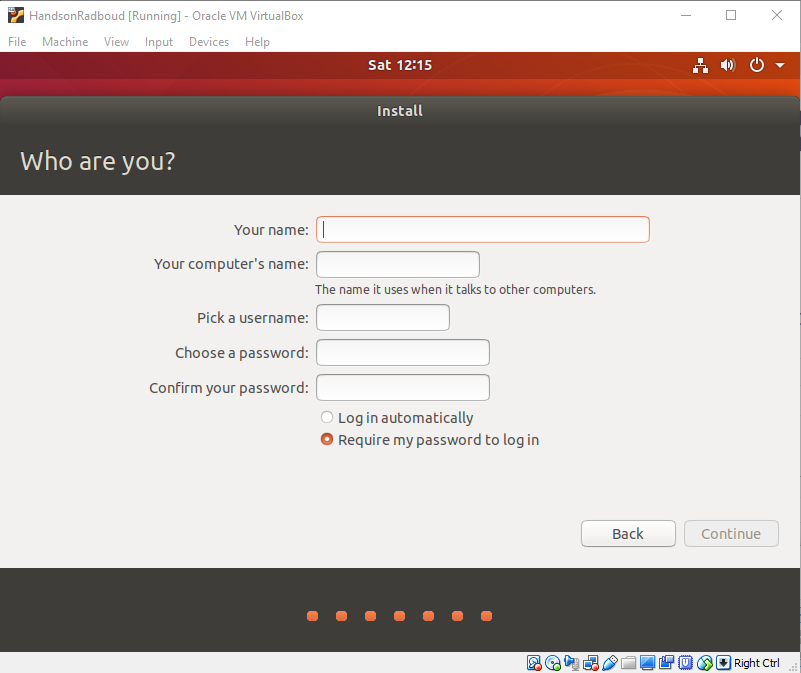 HandsonRadboud [Running] - Oracle VM VirtualBox
File Machine View Input Devices Help
Sat 12:15
Install
Who are you?
Your name:
Your computer's name:
The name it uses when it talks to other computers.
Pick a username:
Choose a password:
Confirm your password:
Log in automatically
Require my password to log in
Back Continue
Right Ctrl